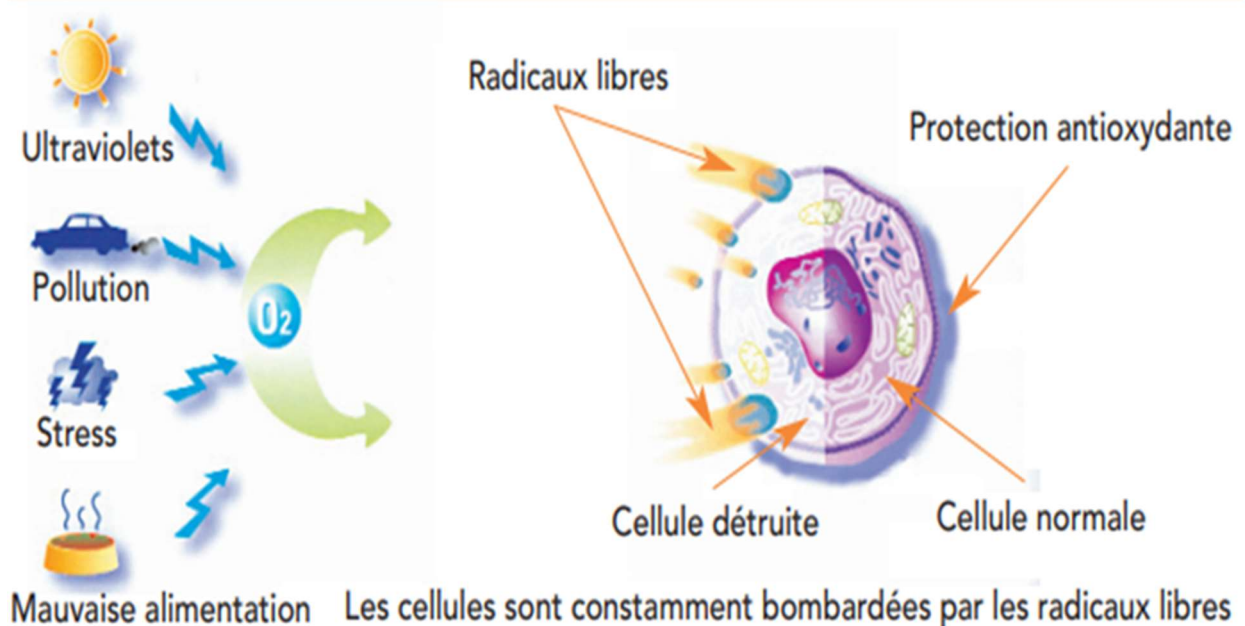 Ultraviolets
Pollution
Stress
Mauvaise alimentation
O2
Radicaux libres
Protection antioxydante
Cellule détruite
Cellule normale
Les cellules sont constamment bombardées par les radicaux libres